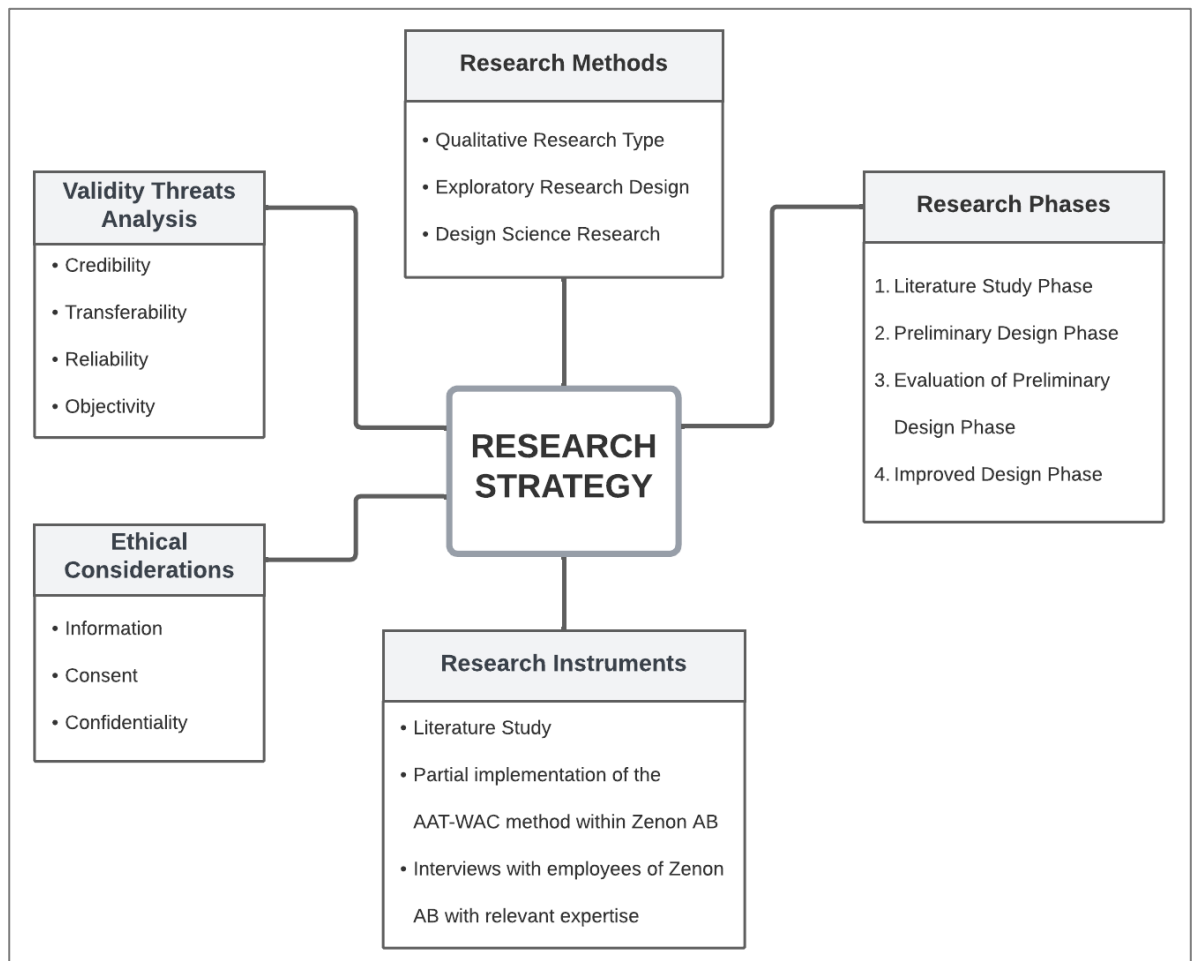 Research Methods
• Qualitative Research Type
• Exploratory Research Design
• Design Science Research
Validity Threats
Analysis
• Credibility
• Transferability
• Reliability
• Objectivity
Research Phases
1. Literature Study Phase
2. Preliminary Design Phase
3. Evaluation of Preliminary
Design Phase
4. Improved Design Phase
RESEARCH
STRATEGY
Ethical
Considerations
• Information
• Consent
• Confidentiality
Research Instruments
• Literature Study
• Partial implementation of the
AAT-WAC method within Zenon AB
• Interviews with employees of Zenon
AB with relevant expertise